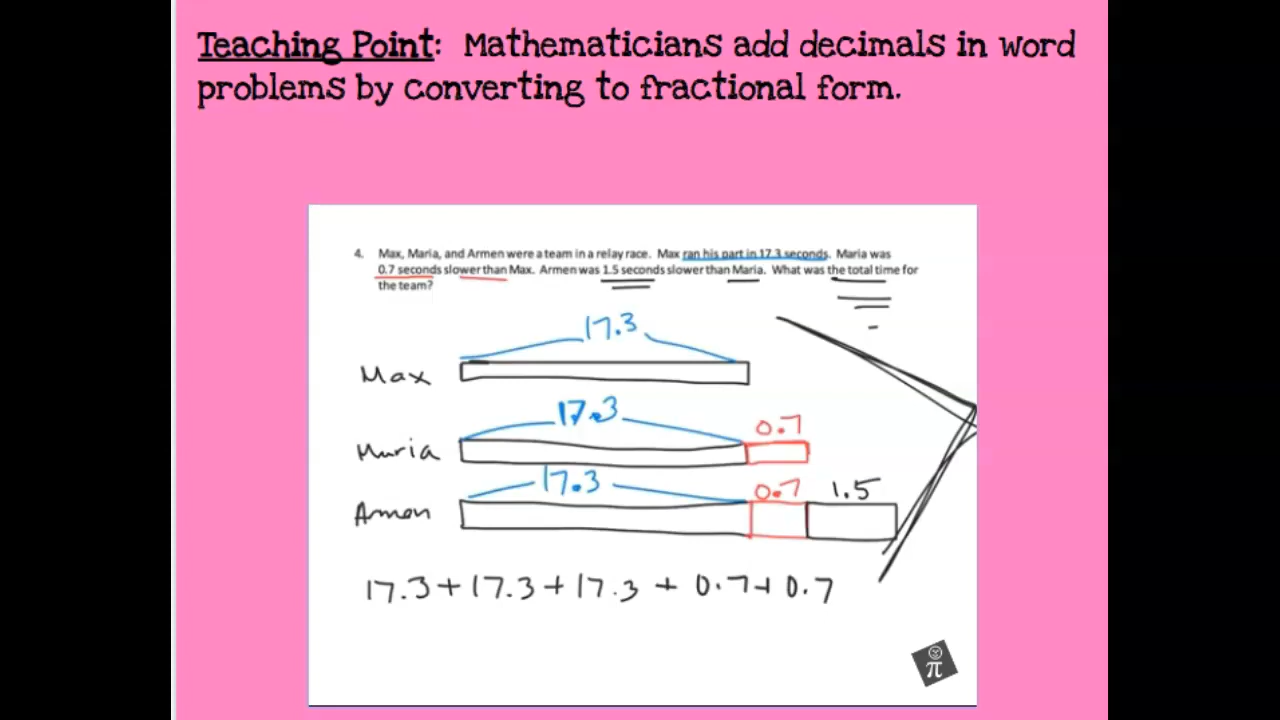 Teaching Point: Mathematicians add decimals in word
problems by converting to fractional form.
4. Max, Maria, and Armen were a team in a relay race. Max ran his part in 17.3 seconds. Maria was
0.7 seconds slower than Max. Armen was 1.5 seconds slower than Maria. What was the total time for
the team?
17.3
Max
17.3 0.7
Maria
17.3 0.7 1.5
Armen
17.3 + 17.3 + 17.3 + 0.7 + 0.7
π